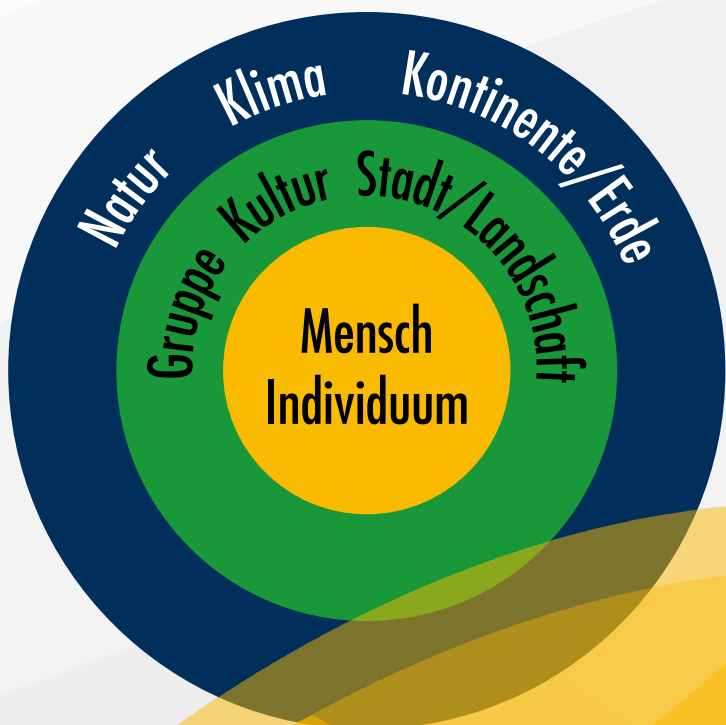 Natur Klima Kontinente/Erde
Gruppe Kultur Stadt/Landschaft
Mensch
Individuum